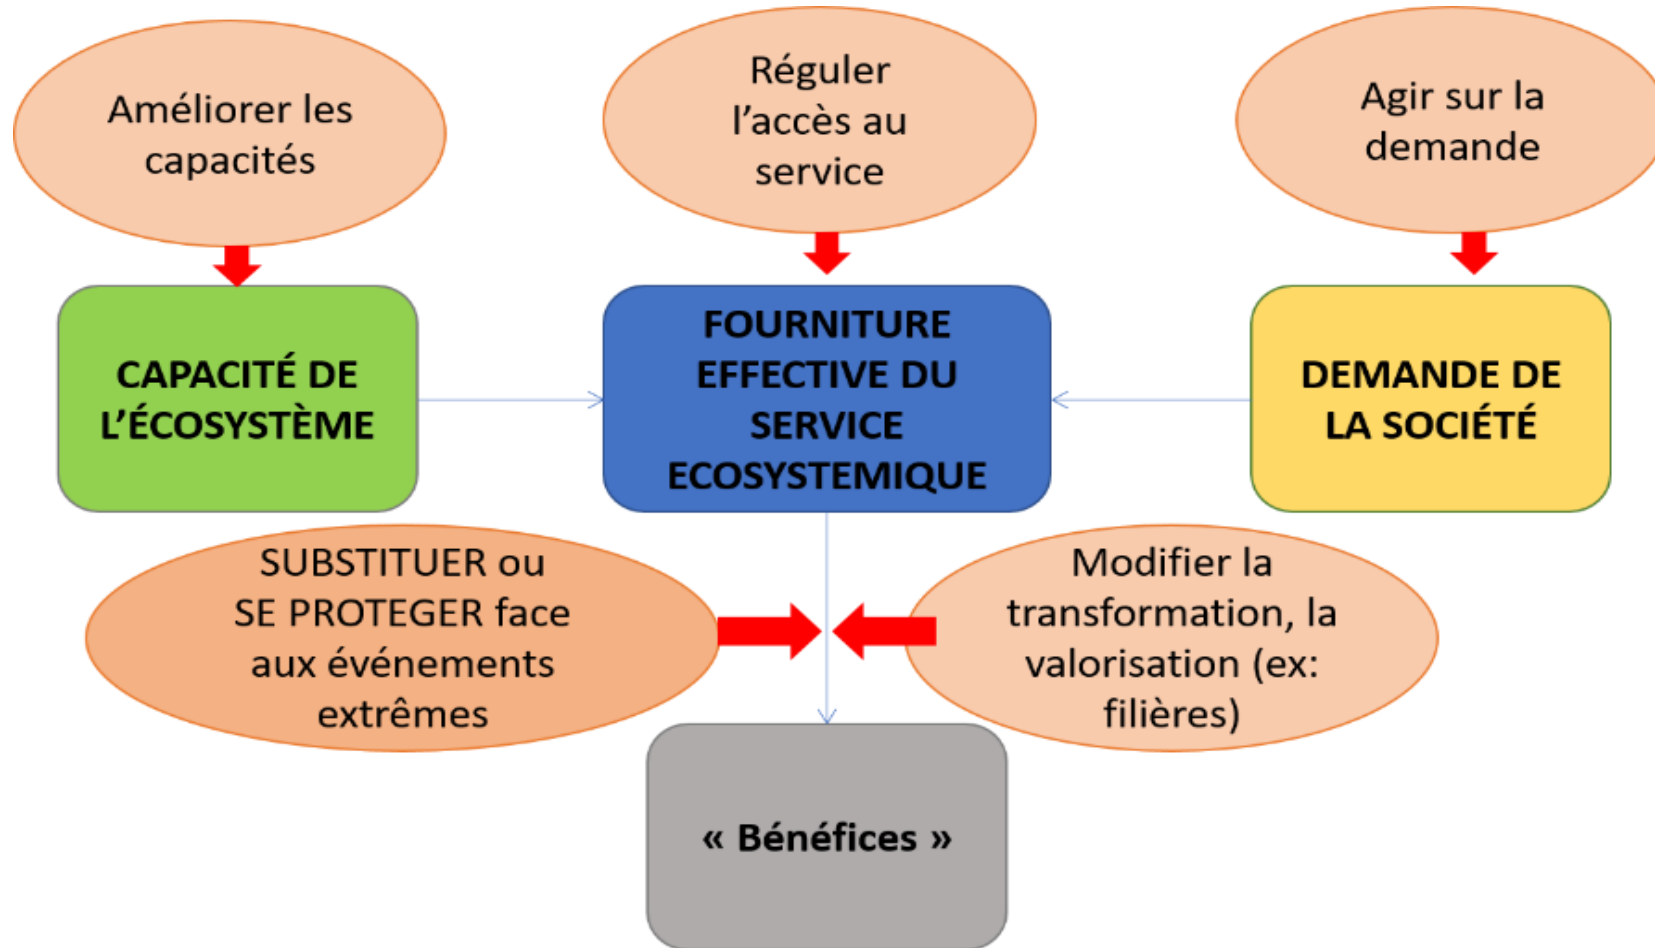 Améliorer les
capacités
Réguler
l’accès au
service
Agir sur la
demande
CAPACITÉ DE
L’ÉCOSYSTÈME
FOURNITURE
EFFECTIVE DU
SERVICE
ECOSYSTEMIQUE
DEMANDE DE
LA SOCIÉTÉ
SUBSTITUER ou
SE PROTEGER face
aux événements
extrêmes
Modifier la
transformation, la
valorisation (ex:
filières)
« Bénéfices »